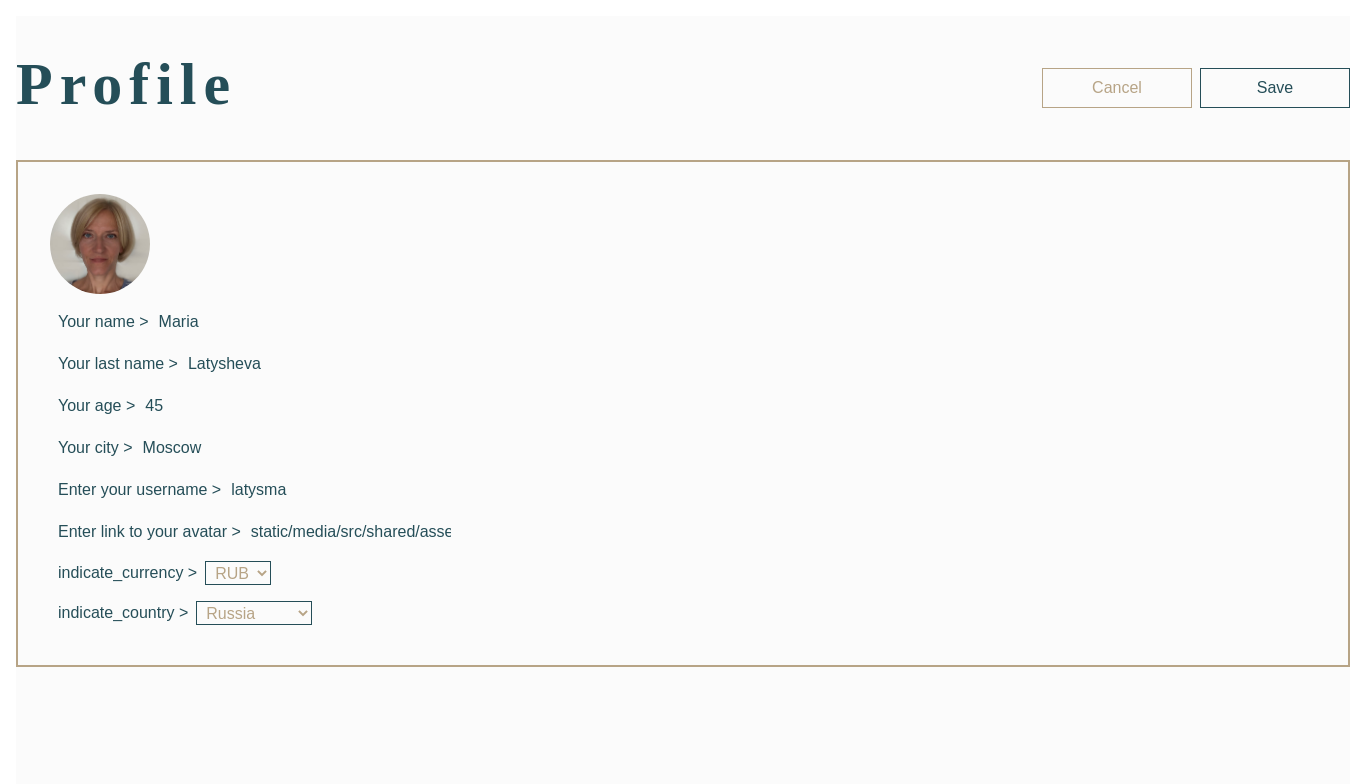 Profile
Cancel
Save
Your name > Maria
Your last name > Latysheva
Your age > 45
Your city > Moscow
Enter your username > latysma
Enter link to your avatar > static/media/src/shared/asse
indicate_currency > RUB
indicate_country > Russia